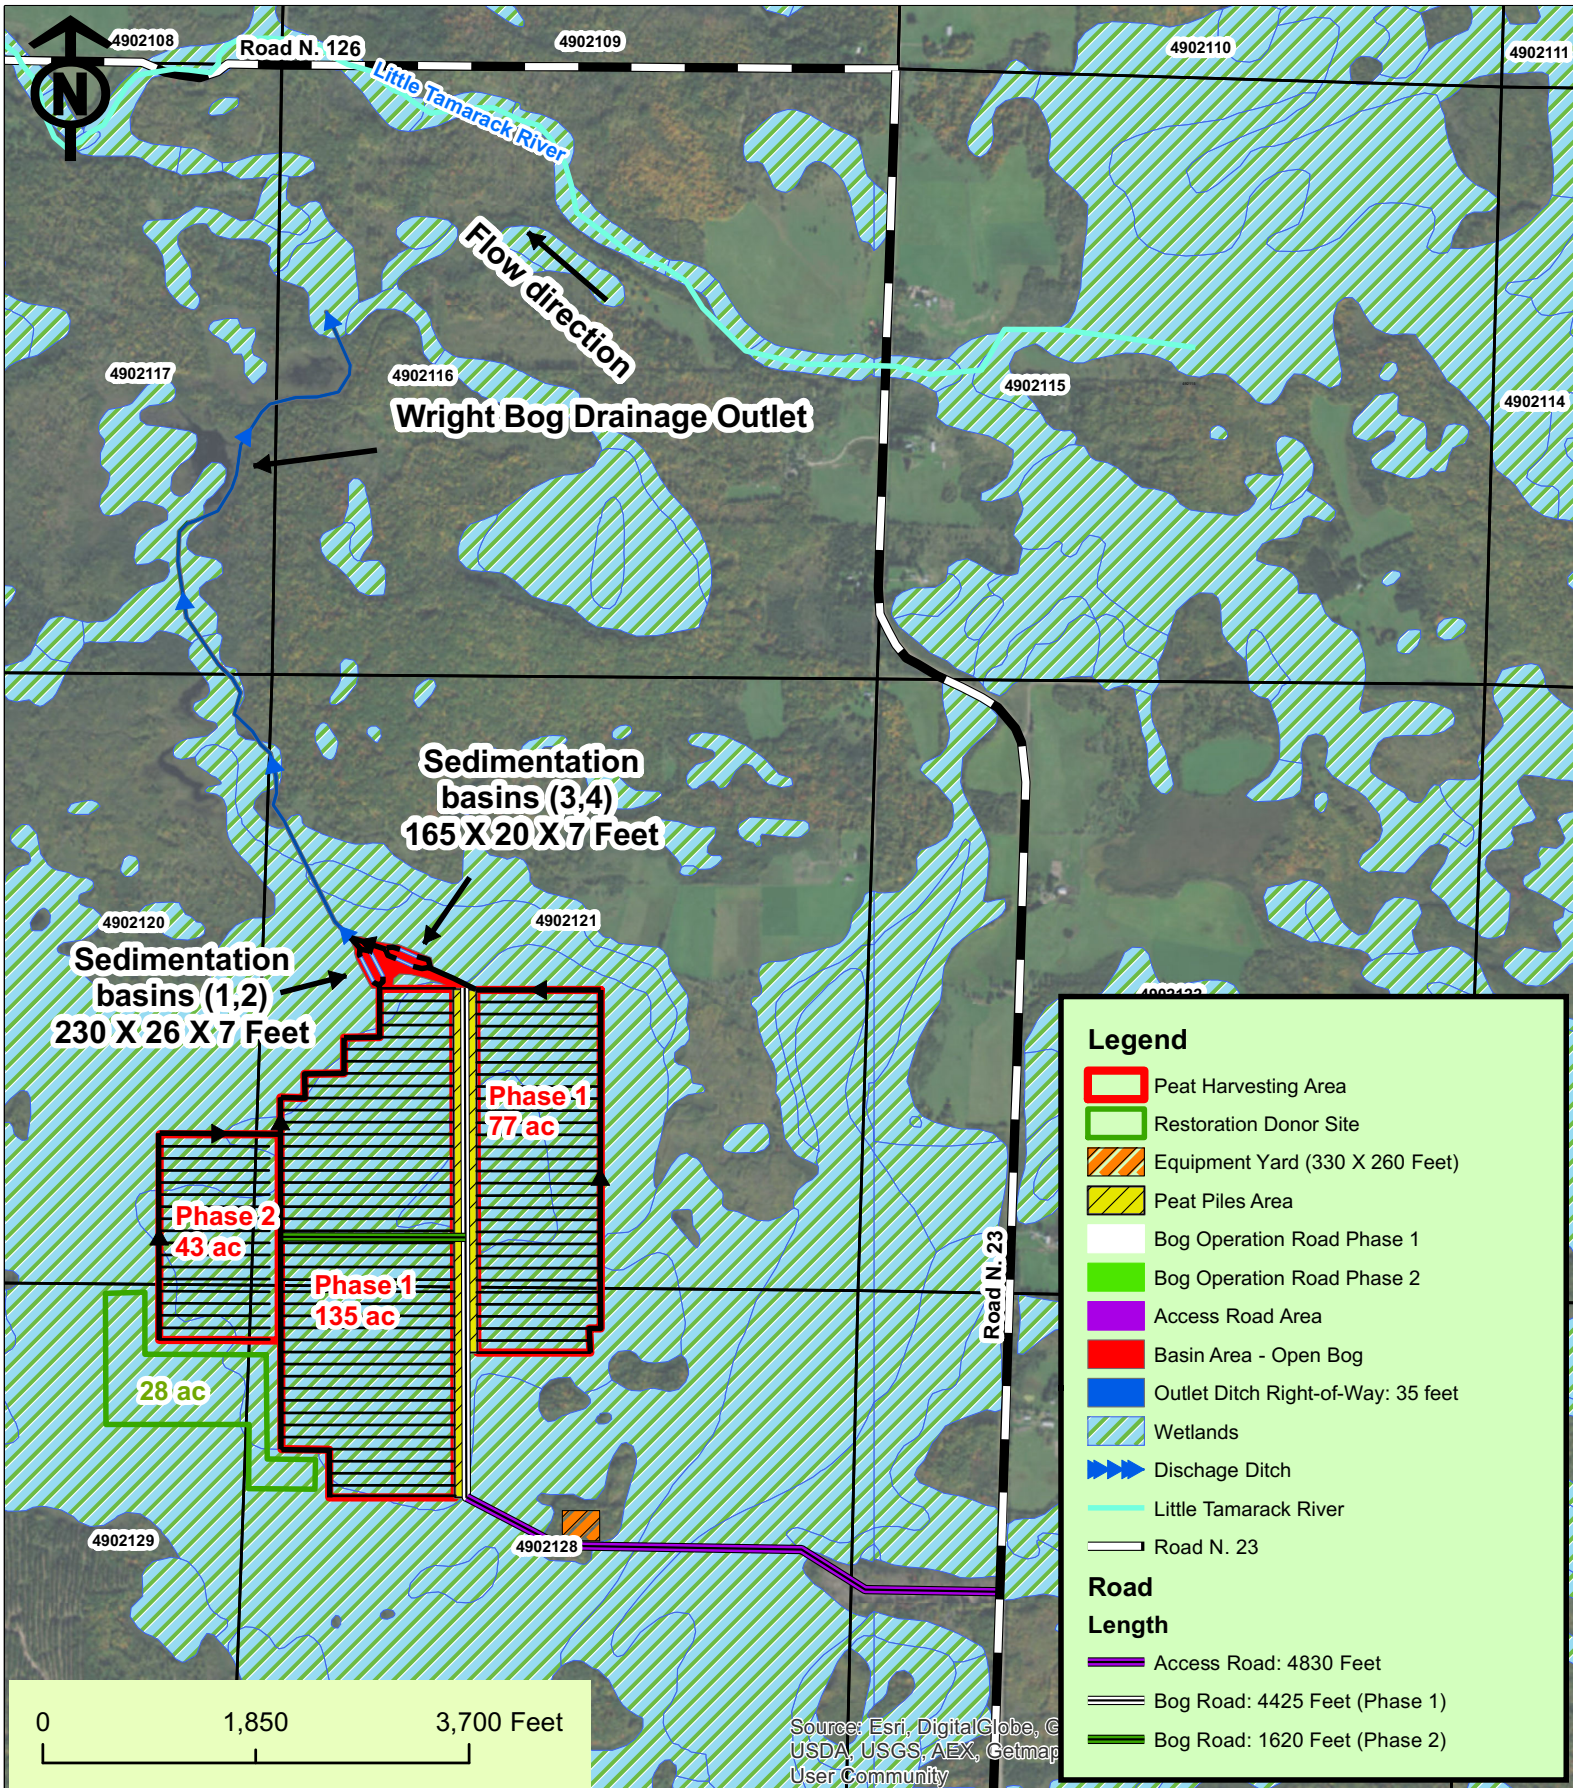 4902108
Road N. 126
4902109
4902110
4902111
N
Little Tamarack River
Flow direction
4902117
4902116
4902115
4902114
Wright Bog Drainage Outlet
Sedimentation
basins (3,4)
165 X 20 X 7 Feet
4902120
4902121
Sedimentation
basins (1,2)
230 X 26 X 7 Feet
Phase 1
77 ac
Phase 2
43 ac
Phase 1
135 ac
28 ac
Road N. 23
4902129
4902128
Legend
Peat Harvesting Area
Restoration Donor Site
Equipment Yard (330 X 260 Feet)
Peat Piles Area
Bog Operation Road Phase 1
Bog Operation Road Phase 2
Access Road Area
Basin Area - Open Bog
Outlet Ditch Right-of-Way: 35 feet
Wetlands
Dischage Ditch
Little Tamarack River
Road N. 23
Road
Length
Access Road: 4830 Feet
Bog Road: 4425 Feet (Phase 1)
Bog Road: 1620 Feet (Phase 2)
0 1,850 3,700 Feet
Source: Esri, DigitalGlobe, G
USDA, USGS, AEX, Getmap
User Community